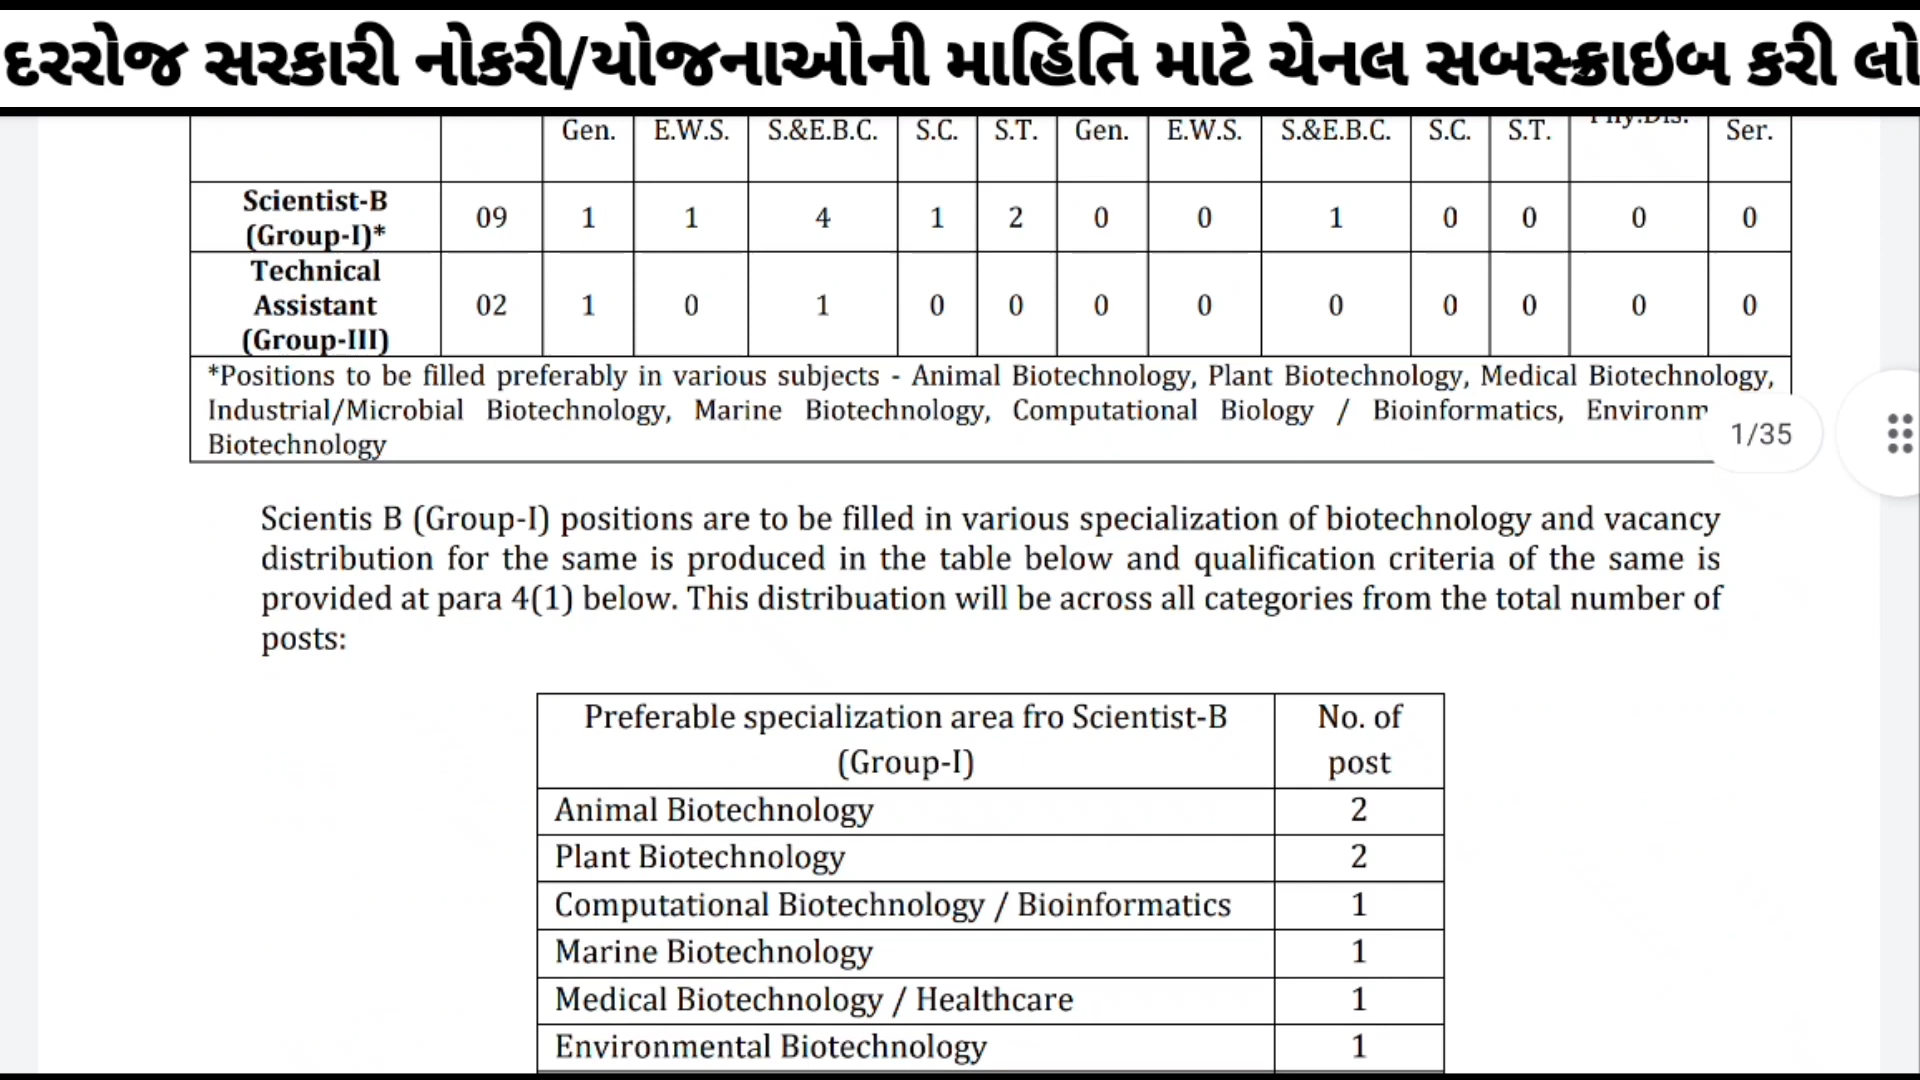 દરરોજ સરકારી નોકરી/યોજનાઓની માહિતિ માટે ચેનલ સબસ્ક્રાઇબ કરી લો
Gen. E.W.S. S.&E.B.C. S.C. S.T. Gen. E.W.S. S.&E.B.C. S.C. S.T. Phy.Dis. Ser.
Scientist-B
(Group-I)* 09 1 1 4 1 2 0 0 1 0 0 0 0
Technical
Assistant 02 1 0 1 0 0 0 0 0 0 0 0 0
(Group-III)
*Positions to be filled preferably in various subjects - Animal Biotechnology, Plant Biotechnology, Medical Biotechnology,
Industrial/Microbial Biotechnology, Marine Biotechnology, Computational Biology / Bioinformatics,
Biotechnology
1/35
Scientis B (Group-I) positions are to be filled in various specialization of biotechnology and vacancy
distribution for the same is produced in the table below and qualification criteria of the same is
provided at para 4(1) below. This distribuation will be across all categories from the total number of
posts:
Preferable specialization area fro Scientist-B No. of
(Group-I) post
Animal Biotechnology 2
Plant Biotechnology 2
Computational Biotechnology / Bioinformatics 1
Marine Biotechnology 1
Medical Biotechnology / Healthcare 1
Environmental Biotechnology 1